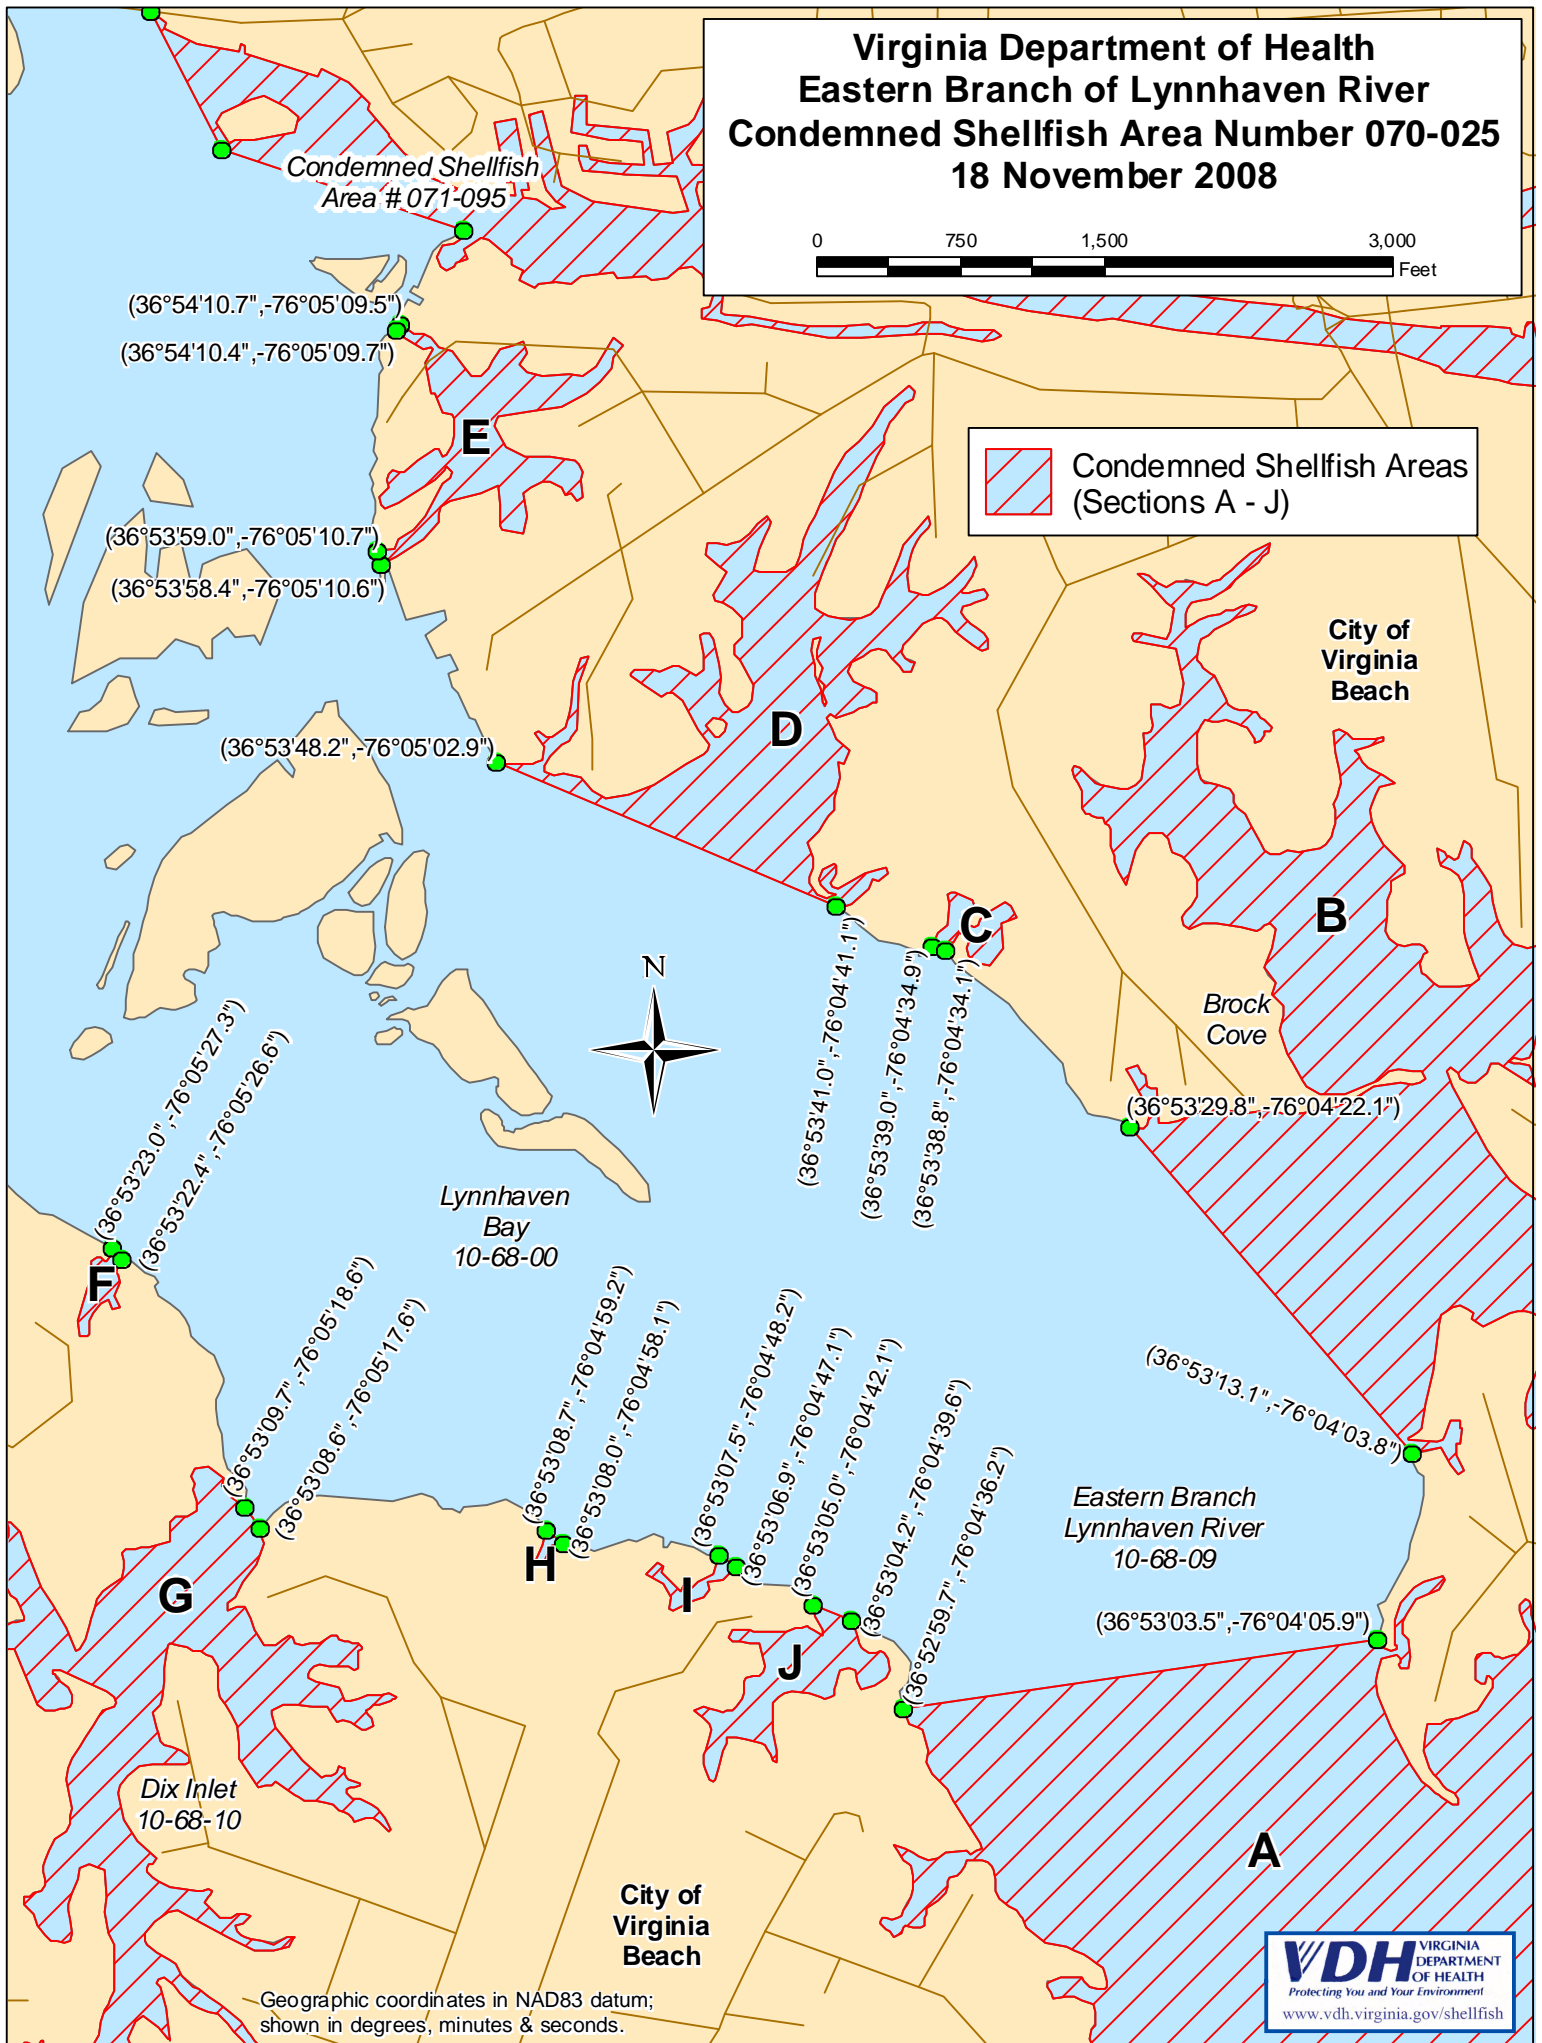 Virginia Department of Health
Eastern Branch of Lynnhaven River
Condemned Shellfish Area Number 070-025
18 November 2008
0 750 1,500 3,000
Feet
Condemned Shellfish
Area # 071-095
(36°54'10.7",-76°05'09.5")
(36°54'10.4",-76°05'09.7")
E
Condemned Shellfish Areas
(Sections A - J)
(36°53'59.0",-76°05'10.7")
(36°53'58.4",-76°05'10.6")
City of
Virginia
Beach
D
(36°53'48.2",-76°05'02.9")
C
B
N
Brock
Cove
(36°53'41.0",-76°04'41.1")
(36°53'39.0",-76°04'34.9")
(36°53'38.8",-76°04'34.1")
(36°53'29.8",-76°04'22.1")
(36°53'23.0",-76°05'27.3")
(36°53'22.4",-76°05'26.6")
Lynnhaven
Bay
10-68-00
F
(36°53'09.7",-76°05'18.6")
(36°53'08.6",-76°05'17.6")
(36°53'08.7",-76°04'59.2")
(36°53'08.0",-76°04'58.1")
(36°53'07.5",-76°04'48.2")
(36°53'06.9",-76°04'47.1")
(36°53'05.0",-76°04'42.1")
(36°53'04.2",-76°04'39.6")
(36°52'59.7",-76°04'36.2")
(36°53'13.1",-76°04'03.8")
Eastern Branch
Lynnhaven River
10-68-09
H
G
I
(36°53'03.5",-76°04'05.9")
J
Dix Inlet
10-68-10
A
City of
Virginia
Beach
Geographic coordinates in NAD83 datum;
shown in degrees, minutes & seconds.
VDH
VIRGINIA
DEPARTMENT
OF HEALTH
Protecting You and Your Environment
www.vdh.virginia.gov/shellfish